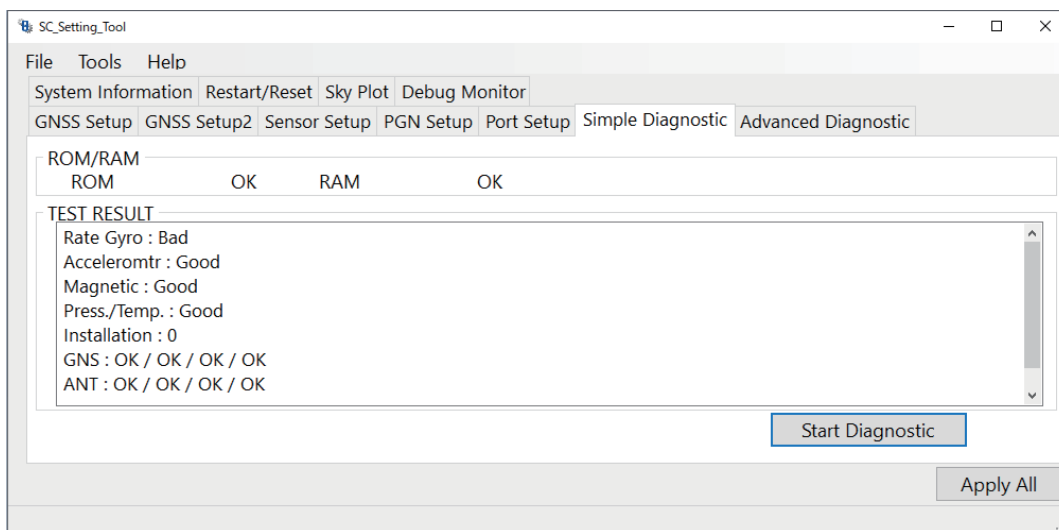 SC_Setting_Tool
File Tools Help
System Information Restart/Reset Sky Plot Debug Monitor
GNSS Setup GNSS Setup2 Sensor Setup PGN Setup Port Setup Simple Diagnostic Advanced Diagnostic
ROM/RAM
ROM OK RAM OK
TEST RESULT
Rate Gyro : Bad
Acceleromtr : Good
Magnetic : Good
Press./Temp. : Good
Installation : 0
GNS : OK / OK / OK / OK
ANT : OK / OK / OK / OK
Start Diagnostic
Apply All